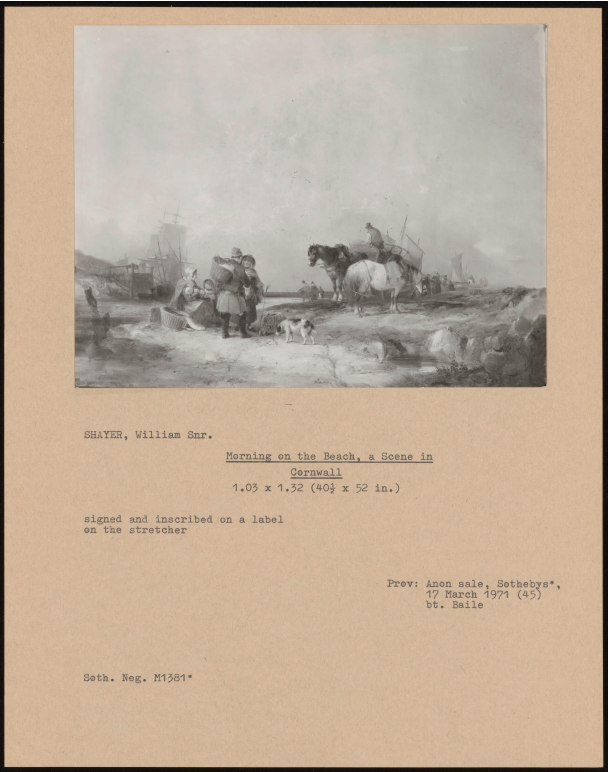 SHAYER, William Snr.
Morning on the Beach, a Scene in
Cornwall
1.03 x 1.32 (40½ x 52 in.)
signed and inscribed on a label
on the stretcher
Prov: Anon sale, Sothebys*,
17 March 1971 (45)
bt. Baile
Soth. Neg. M1381*